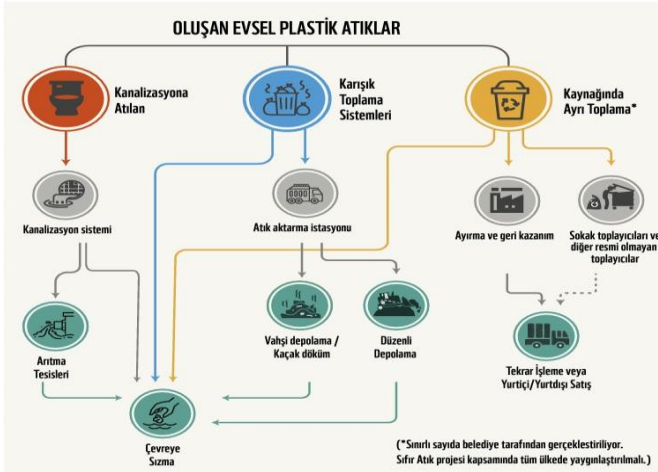 OLUŞAN EVSEL PLASTİK ATIKLAR
Kanalizasyona
Atılan
Karışık
Toplama
Sistemleri
Kaynağında
Ayrı Toplama*
Kanalizasyon sistemi
Atık aktarma istasyonu
Ayırma ve geri kazanım
Sokak toplayıcıları ve
diğer resmi olmayan
toplayıcılar
Arıtma
Tesisleri
Vahşi depolama /
Kaçak döküm
Düzenli
Depolama
Tekrar İşleme veya
Yurtiçi/Yurtdışı Satış
Çevreye
Sızma
(*Sınırlı sayıda belediye tarafından gerçekleştiriliyor.
Sıfır Atık projesi kapsamında tüm ülkede yaygınlaştırılmalı.)